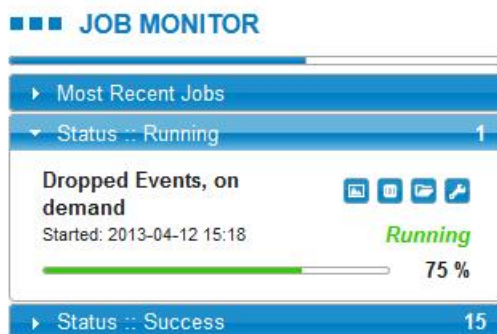 JOB MONITOR
Most Recent Jobs
Status :: Running 1
Dropped Events, on
demand
Started: 2013-04-12 15:18
Running
75 %
Status :: Success 15